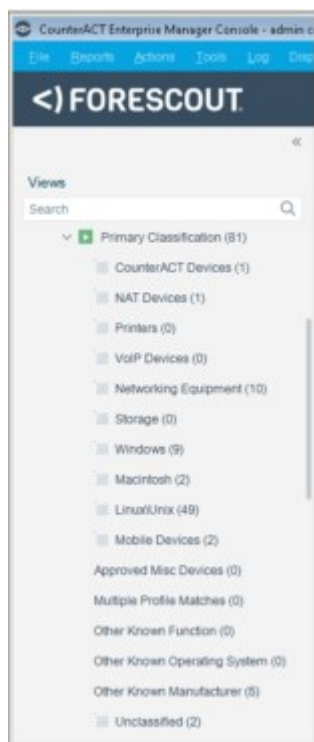 CounterACT Enterprise Manager Console - admin c
File Reports Actions Tools Log Disp
<) FORESCOUT.
«
Views
Search
Primary Classification (81)
CounterACT Devices (1)
NAT Devices (1)
Printers (0)
VoIP Devices (0)
Networking Equipment (10)
Storage (0)
Windows (9)
Macintosh (2)
Linux\Unix (49)
Mobile Devices (2)
Approved Misc Devices (0)
Multiple Profile Matches (0)
Other Known Function (0)
Other Known Operating System (0)
Other Known Manufacturer (5)
Unclassified (2)